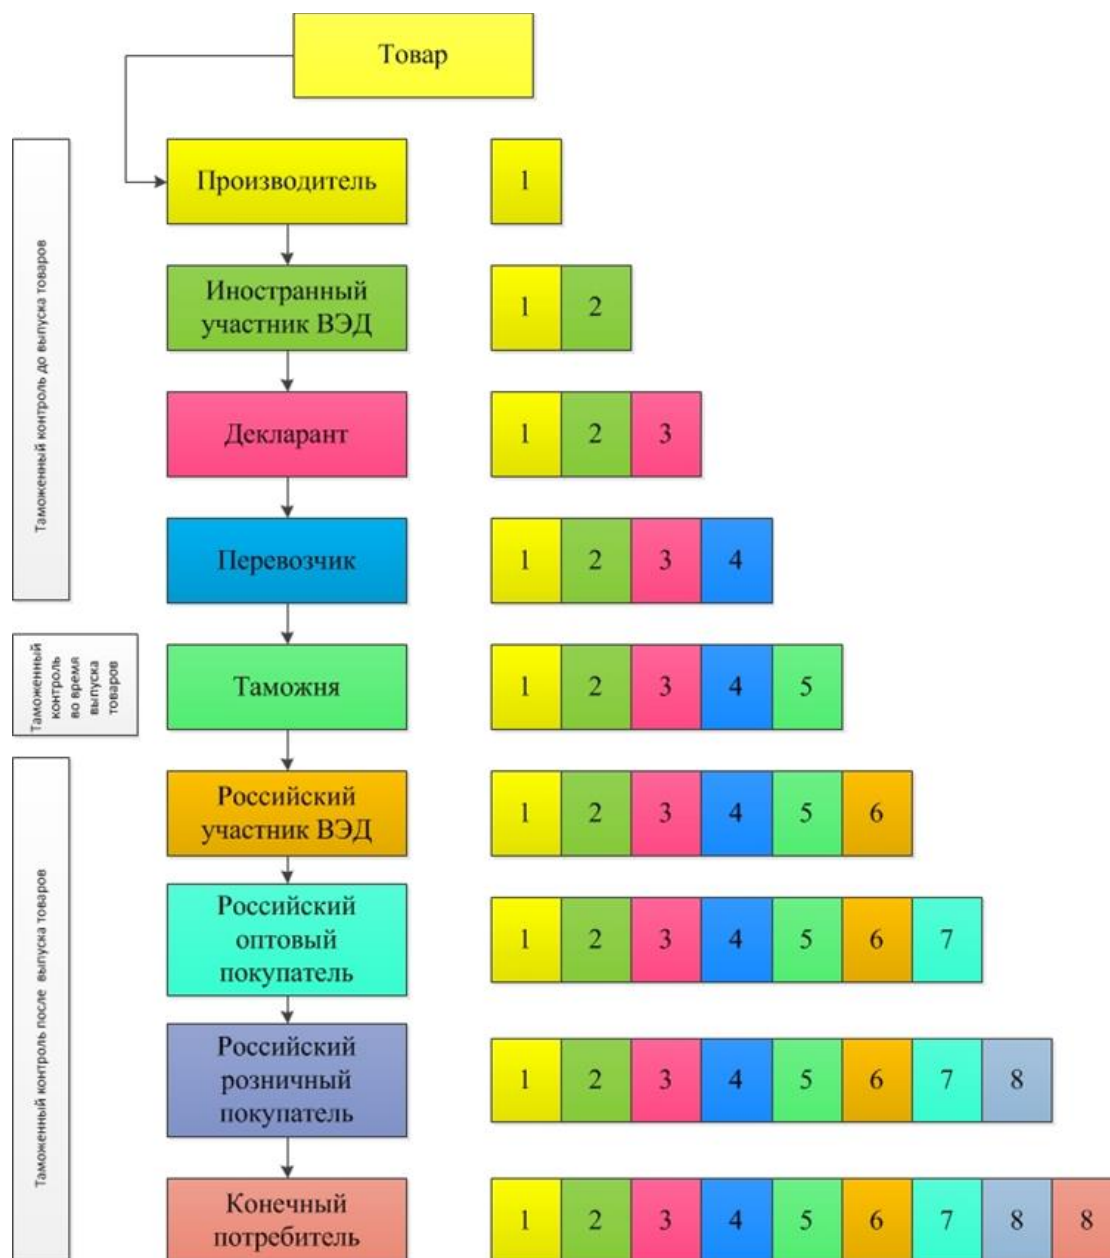 Товар
Таможенный контроль до выпуска товаров
Производитель
1
Иностранный
участник ВЭД
1 2
Декларант
1 2 3
Перевозчик
1 2 3 4
Таможенный
контроль
во время
выпуска
товаров
Таможня
1 2 3 4 5
Таможенный контроль после выпуска товаров
Российский
участник ВЭД
1 2 3 4 5 6
Российский
оптовый
покупатель
1 2 3 4 5 6 7
Российский
розничный
покупатель
1 2 3 4 5 6 7 8
Конечный
потребитель
1 2 3 4 5 6 7 8 8